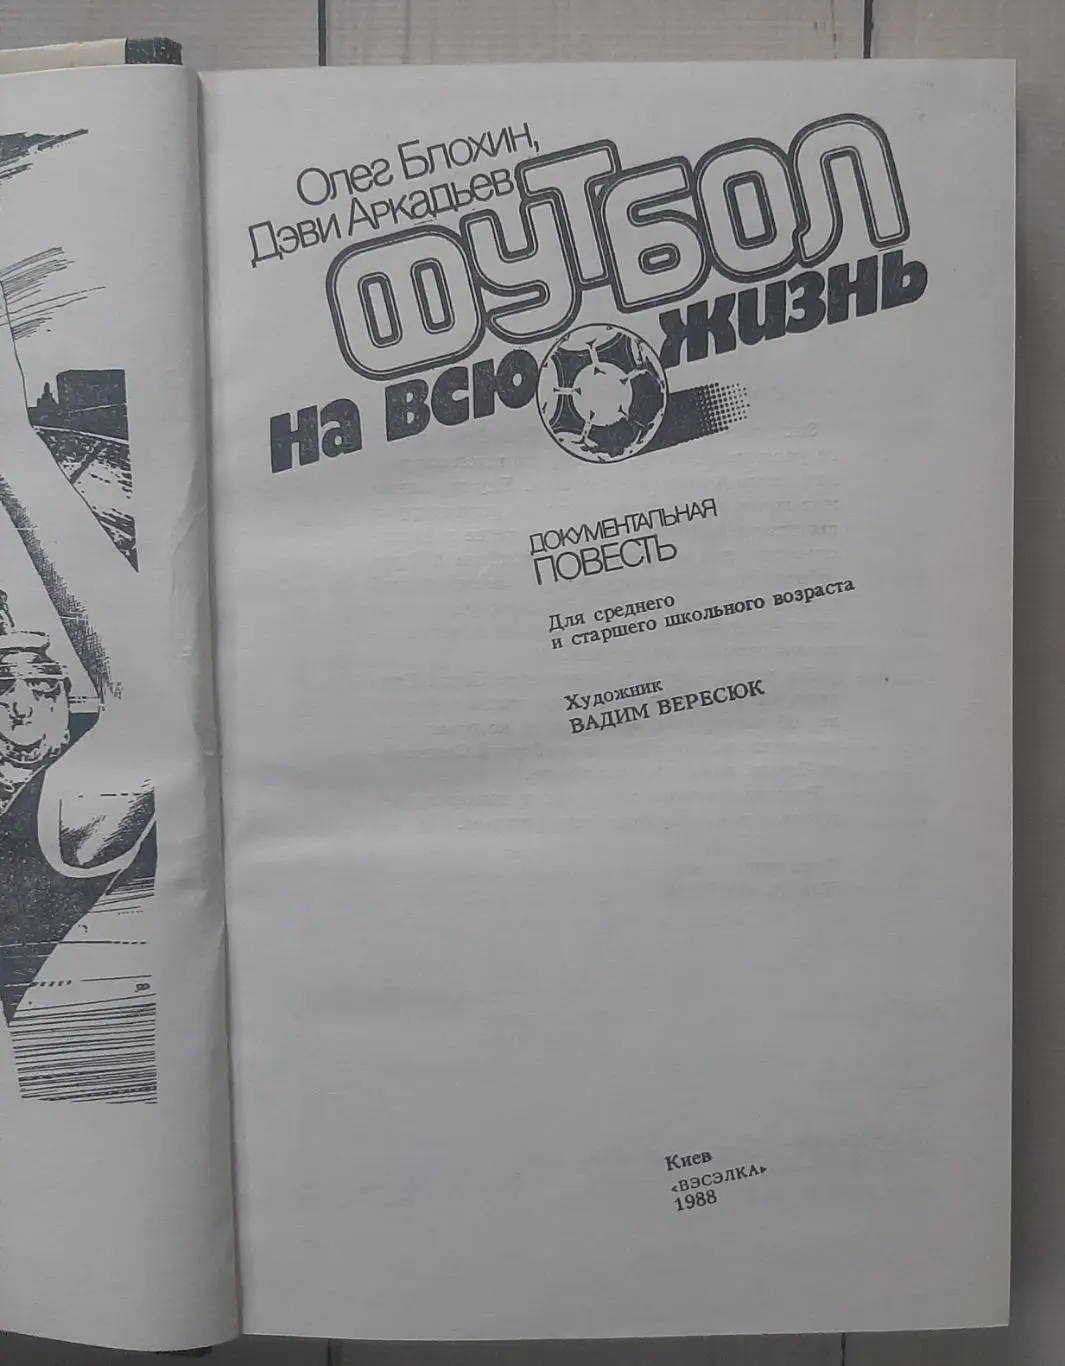 Олег Блохин,
Дэви Аркадьев
ФУТБОЛ
на всю жизнь
ДОКУМЕНТАЛЬНАЯ
ПОВЕСТЬ
Для среднего
и старшего школьного возраста
Художник
ВАДИМ ВЕРЕСЮК
Киев
«ВЭСЭЛКА»
1988